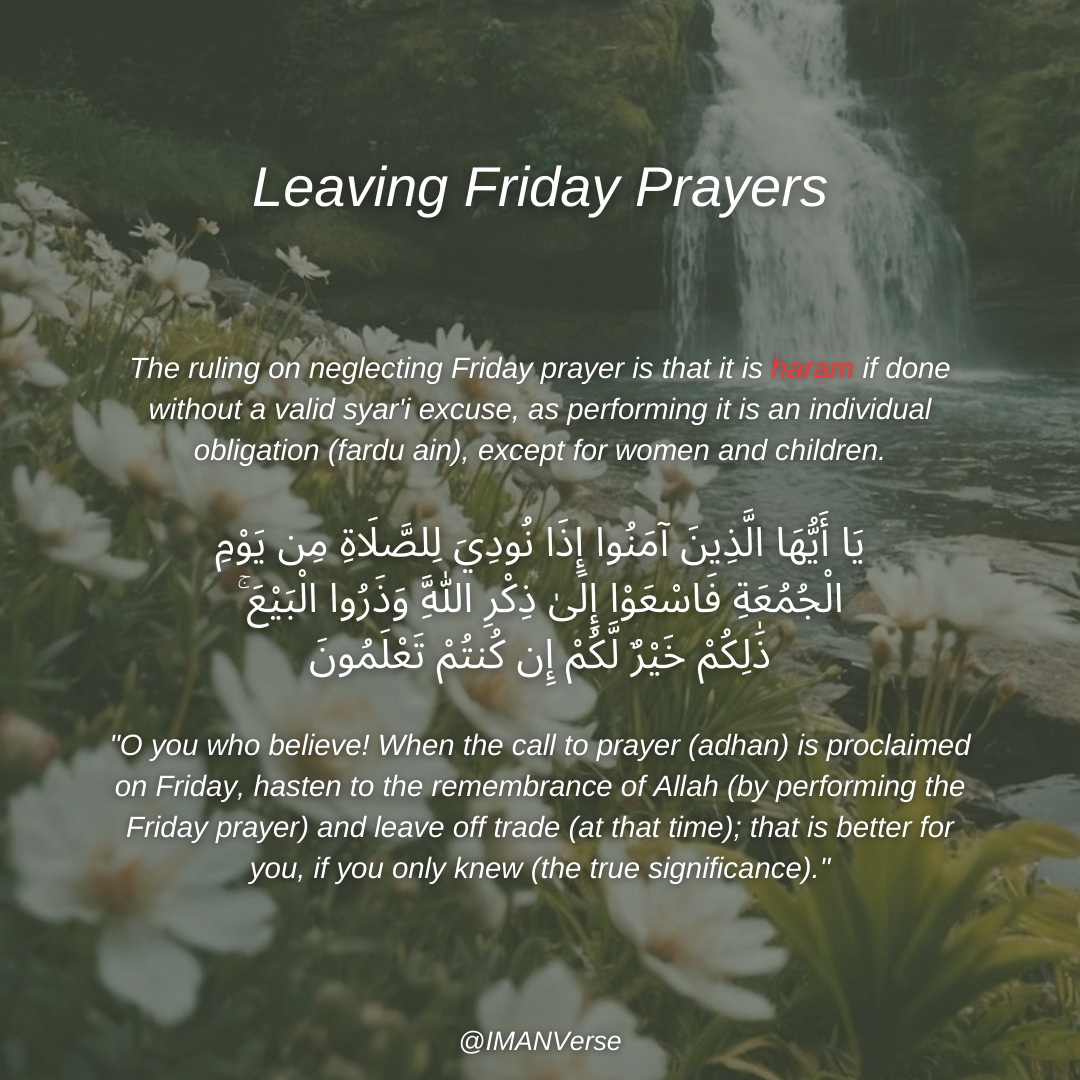 Leaving Friday Prayers
The ruling on neglecting Friday prayer is that it is haram if done
without a valid syar'i excuse, as performing it is an individual
obligation (fardu ain), except for women and children.
يَا أَيُّهَا الَّذِينَ آمَنُوا إِذَا نُودِيَ لِلصَّلَاةِ مِن يَوْمِ
الْجُمُعَةِ فَاسْعَوْا إِلَىٰ ذِكْرِ اللَّهِ وَذَرُوا الْبَيْعَ ۚ
ذَٰلِكُمْ خَيْرٌ لَّكُمْ إِن كُنتُمْ تَعْلَمُونَ
"O you who believe! When the call to prayer (adhan) is proclaimed
on Friday, hasten to the remembrance of Allah (by performing the
Friday prayer) and leave off trade (at that time); that is better for
you, if you only knew (the true significance)."
@IMANVerse